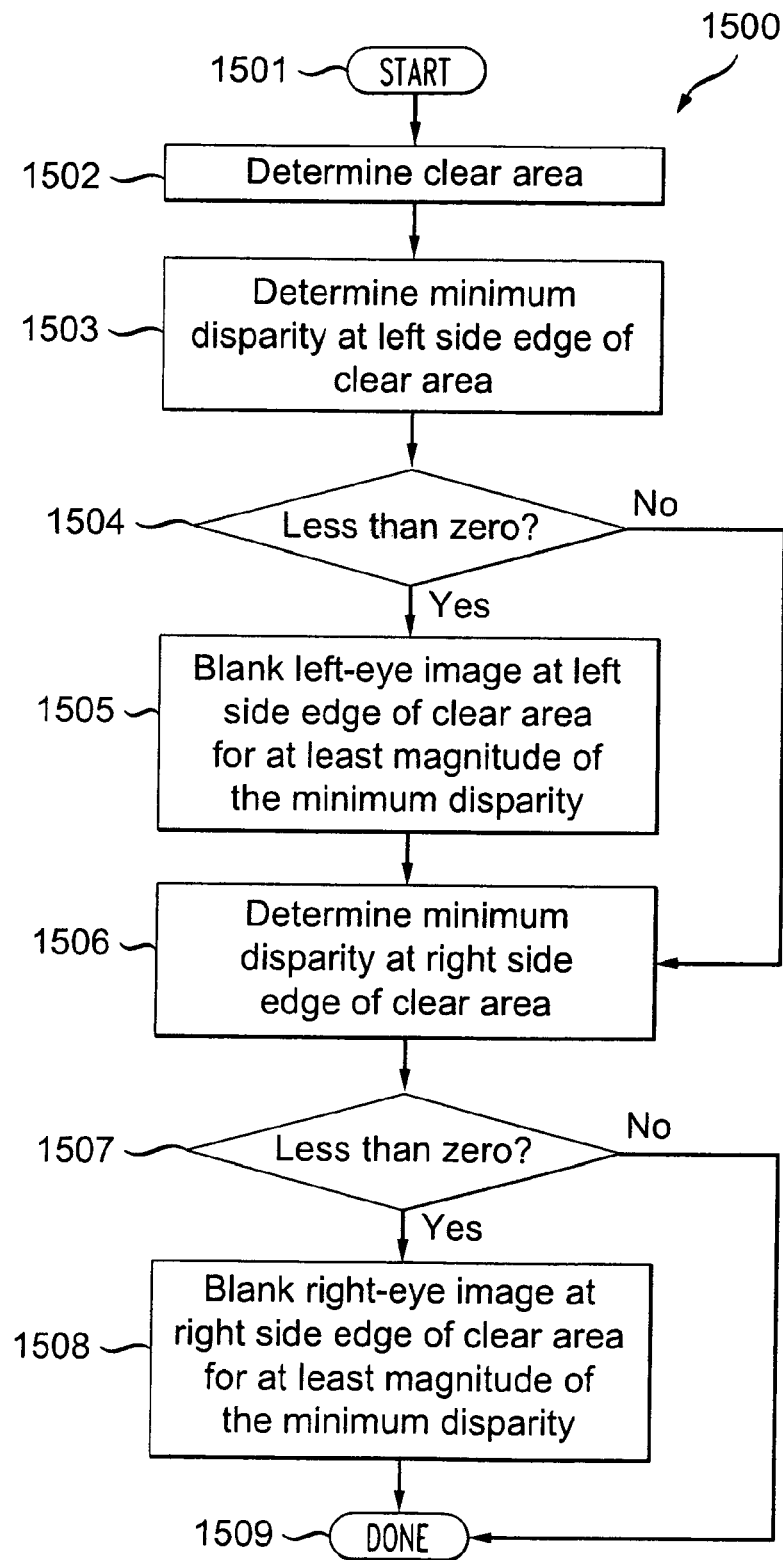 1500
1501
START
1502
Determine clear area
1503
Determine minimum
disparity at left side edge of
clear area
1504
Less than zero?
No
Yes
1505
Blank left-eye image at left
side edge of clear area
for at least magnitude of
the minimum disparity
1506
Determine minimum
disparity at right side
edge of clear area
1507
Less than zero?
No
Yes
1508
Blank right-eye image at
right side edge of clear area
for at least magnitude of
the minimum disparity
1509
DONE